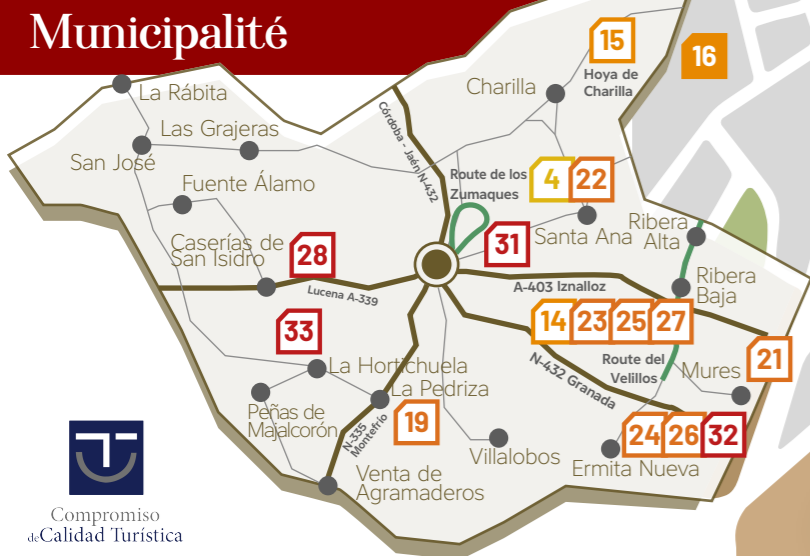 Municipalité
15
16
Hoya de
Charilla
Charilla
La Rábita
Las Grajeras
San José
Córdoba - Jaén N-432
Route de los
Zumaques
4
22
Fuente Álamo
Santa Ana
Ribera
Alta
Caserías de
San Isidro
28
31
Ribera
Baja
Lucena A-339
A-403 Iznalloz
14
23
25
27
33
N-432 Granada
Route del
Velillos
Mures
21
La Hortichuela
La Pedriza
Peñas de
Majalcorón
N-335
Montefrío
19
24
26
32
Villalobos
Ermita Nueva
Venta de
Agramaderos
Compromiso
de Calidad Turística